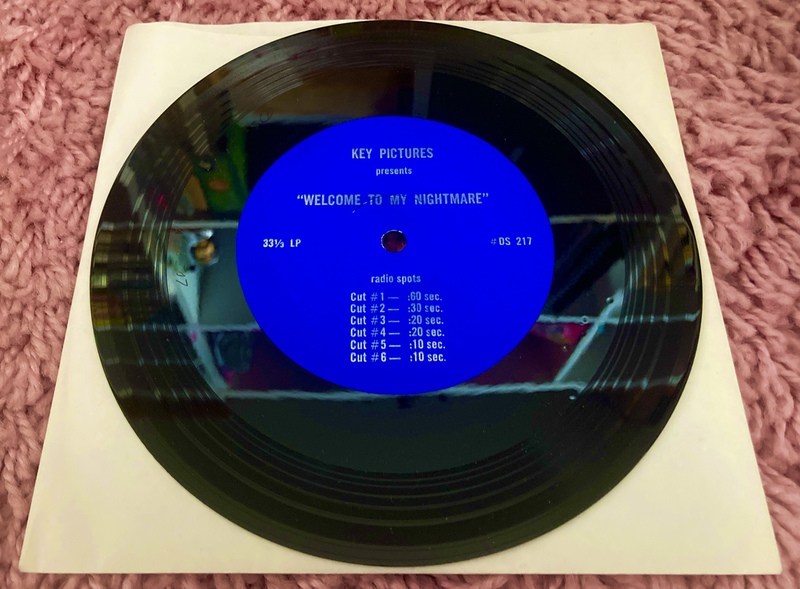 KEY PICTURES
presents
“WELCOME TO MY NIGHTMARE”
33⅓ LP
#DS 217
radio spots
Cut #1— :60 sec.
Cut #2— :30 sec.
Cut #3— :20 sec.
Cut #4— :20 sec.
Cut #5— :10 sec.
Cut #6— :10 sec.